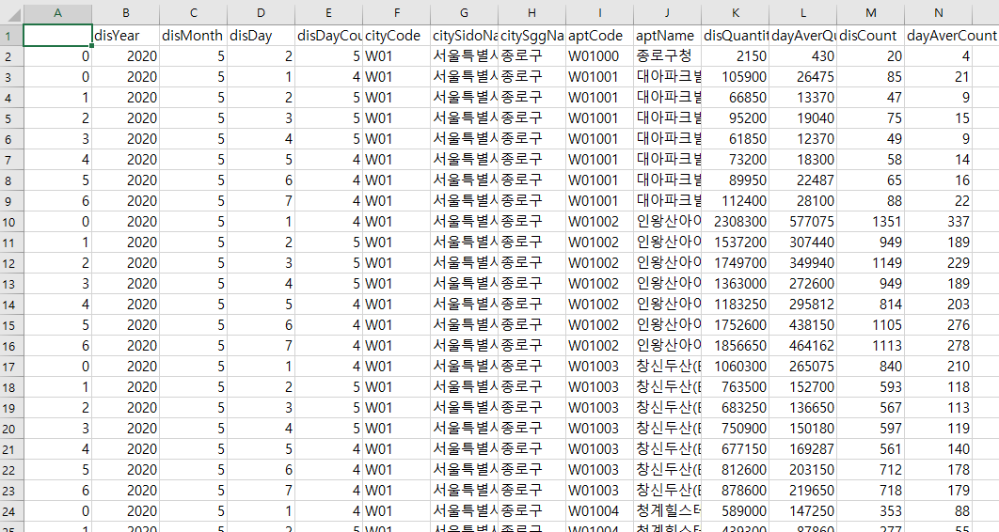 A B C D E F G H I J K L M N
1 disYear disMonth disDay disDayCou cityCode citySidoNa citySggNa aptCode aptName disQuantit dayAverQu disCount dayAverCount
2 0 2020 5 2 5 W01 서울특별시 종로구 W01000 종로구청 2150 430 20 4
3 0 2020 5 1 4 W01 서울특별시 종로구 W01001 대아파크빌 105900 26475 85 21
4 1 2020 5 2 5 W01 서울특별시 종로구 W01001 대아파크빌 66850 13370 47 9
5 2 2020 5 3 5 W01 서울특별시 종로구 W01001 대아파크빌 95200 19040 75 15
6 3 2020 5 4 5 W01 서울특별시 종로구 W01001 대아파크빌 61850 12370 49 9
7 4 2020 5 5 4 W01 서울특별시 종로구 W01001 대아파크빌 73200 18300 58 14
8 5 2020 5 6 4 W01 서울특별시 종로구 W01001 대아파크빌 89950 22487 65 16
9 6 2020 5 7 4 W01 서울특별시 종로구 W01001 대아파크빌 112400 28100 88 22
10 0 2020 5 1 4 W01 서울특별시 종로구 W01002 인왕산아이 2308300 577075 1351 337
11 1 2020 5 2 5 W01 서울특별시 종로구 W01002 인왕산아이 1537200 307440 949 189
12 2 2020 5 3 5 W01 서울특별시 종로구 W01002 인왕산아이 1749700 349940 1149 229
13 3 2020 5 4 5 W01 서울특별시 종로구 W01002 인왕산아이 1363000 272600 949 189
14 4 2020 5 5 4 W01 서울특별시 종로구 W01002 인왕산아이 1183250 295812 814 203
15 5 2020 5 6 4 W01 서울특별시 종로구 W01002 인왕산아이 1752600 438150 1105 276
16 6 2020 5 7 4 W01 서울특별시 종로구 W01002 인왕산아이 1856650 464162 1113 278
17 0 2020 5 1 4 W01 서울특별시 종로구 W01003 창신두산(E 1060300 265075 840 210
18 1 2020 5 2 5 W01 서울특별시 종로구 W01003 창신두산(E 763500 152700 593 118
19 2 2020 5 3 5 W01 서울특별시 종로구 W01003 창신두산(E 683250 136650 567 113
20 3 2020 5 4 5 W01 서울특별시 종로구 W01003 창신두산(E 750900 150180 597 119
21 4 2020 5 5 4 W01 서울특별시 종로구 W01003 창신두산(E 677150 169287 561 140
22 5 2020 5 6 4 W01 서울특별시 종로구 W01003 창신두산(E 812600 203150 712 178
23 6 2020 5 7 4 W01 서울특별시 종로구 W01003 창신두산(E 878600 219650 718 179
24 0 2020 5 1 4 W01 서울특별시 종로구 W01004 청계힐스테 589000 147250 353 88
25 1 2020 5 2 5 W01 서울특별시 종로구 W01004 청계힐스테 439300 87860 277 55